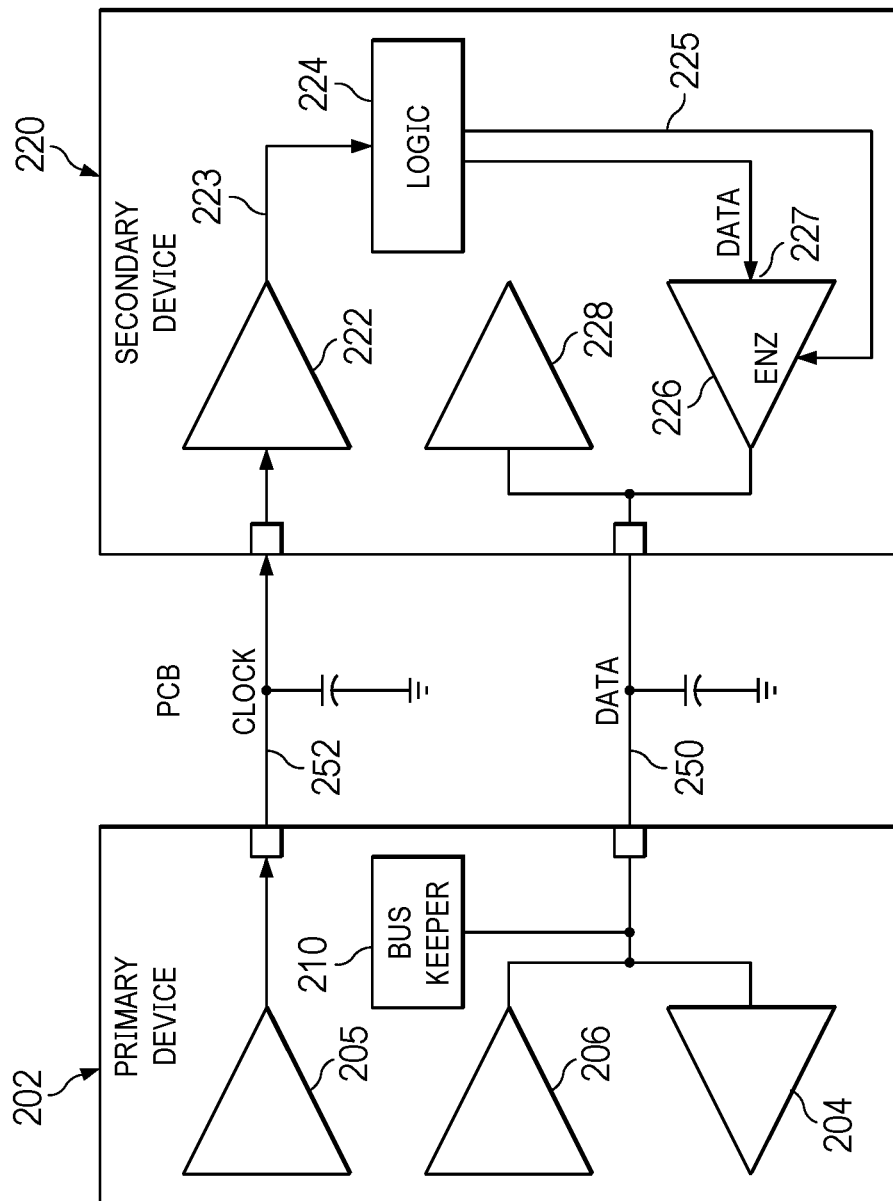 202
PRIMARY
DEVICE
205
210
BUS
KEEPER
206
204
PCB
CLOCK
252
DATA
250
220
SECONDARY
DEVICE
222
223
224
LOGIC
225
228
DATA
227
226
ENZ